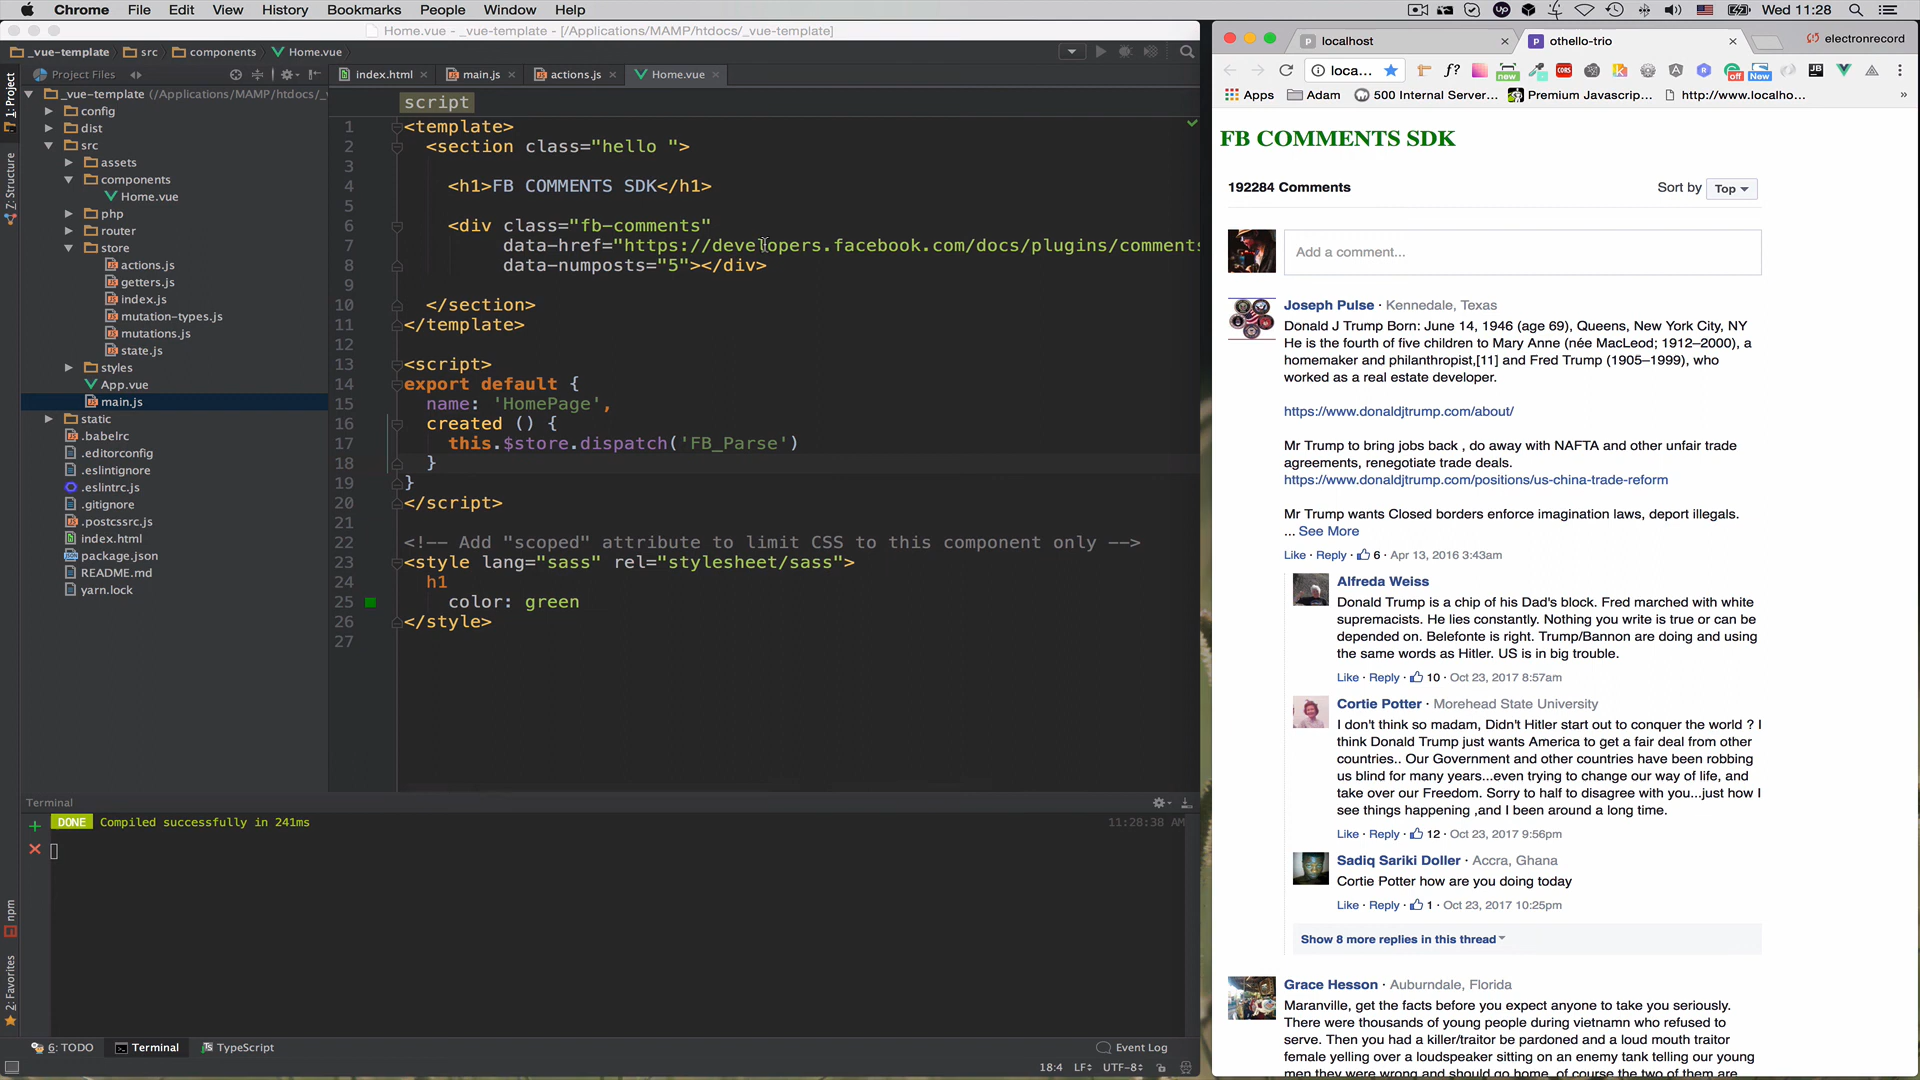 Chrome File Edit View History Bookmarks People Window Help
Wed 11:28
Home.vue - _vue-template - [/Applications/MAMP/htdocs/_vue-template]
_vue-template src components Home.vue
Project Files
index.html main.js actions.js Home.vue
1: Project
Z: Structure
npm
2: Favorites
_vue-template (/Applications/MAMP/htdocs/_
config
dist
src
assets
components
Home.vue
php
router
store
actions.js
getters.js
index.js
mutation-types.js
mutations.js
state.js
styles
App.vue
main.js
static
.babelrc
.editorconfig
.eslintignore
.eslintrc.js
.gitignore
.postcssrc.js
index.html
package.json
README.md
yarn.lock
script
1 <template>
2 <section class="hello ">
3
4 <h1>FB COMMENTS SDK</h1>
5
6 <div class="fb-comments"
7 data-href="https://developers.facebook.com/docs/plugins/comments
8 data-numposts="5"></div>
9
10 </section>
11 </template>
12
13 <script>
14 export default {
15 name: 'HomePage',
16 created () {
17 this.$store.dispatch('FB_Parse')
18 }
19 }
20 </script>
21
22 <!-- Add "scoped" attribute to limit CSS to this component only -->
23 <style lang="sass" rel="stylesheet/sass">
24 h1
25 color: green
26 </style>
27
Terminal
DONE Compiled successfully in 241ms 11:28:38 AM
6: TODO Terminal TypeScript Event Log
18:4 LF÷ UTF-8÷
localhost othello-trio electronrecord
loca...
f? new CORS off New JB
Apps Adam 500 Internal Server... Premium Javascrip... http://www.localho... »
FB COMMENTS SDK
192284 Comments Sort by Top
Add a comment...
Joseph Pulse · Kennedale, Texas
Donald J Trump Born: June 14, 1946 (age 69), Queens, New York City, NY
He is the fourth of five children to Mary Anne (née MacLeod; 1912–2000), a
homemaker and philanthropist,[11] and Fred Trump (1905–1999), who
worked as a real estate developer.
https://www.donaldjtrump.com/about/
Mr Trump to bring jobs back , do away with NAFTA and other unfair trade
agreements, renegotiate trade deals.
https://www.donaldjtrump.com/positions/us-china-trade-reform
Mr Trump wants Closed borders enforce imagination laws, deport illegals.
... See More
Like · Reply · 6 · Apr 13, 2016 3:43am
Alfreda Weiss
Donald Trump is a chip of his Dad's block. Fred marched with white
supremacists. He lies constantly. Nothing you write is true or can be
depended on. Belefonte is right. Trump/Bannon are doing and using
the same words as Hitler. US is in big trouble.
Like · Reply · 10 · Oct 23, 2017 8:57am
Cortie Potter · Morehead State University
I don't think so madam, Didn't Hitler start out to conquer the world ? I
think Donald Trump just wants America to get a fair deal from other
countries.. Our Government and other countries have been robbing
us blind for many years...even trying to change our way of life, and
take over our Freedom. Sorry to half to disagree with you...just how I
see things happening ,and I been around a long time.
Like · Reply · 12 · Oct 23, 2017 9:56pm
Sadiq Sariki Doller · Accra, Ghana
Cortie Potter how are you doing today
Like · Reply · 1 · Oct 23, 2017 10:25pm
Show 8 more replies in this thread
Grace Hesson · Auburndale, Florida
Maranville, get the facts before you expect anyone to take you seriously.
There were thousands of young people during vietnamn who refused to
serve. Then you had a killer/traitor be pardoned and a loud mouth traitor
female yelling over a loudspeaker sitting on an enemy tank telling our young
men they were wrong and should go home, of course the two of them are